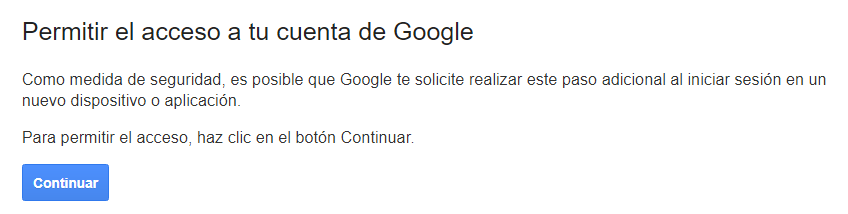 Permitir el acceso a tu cuenta de Google
Como medida de seguridad, es posible que Google te solicite realizar este paso adicional al iniciar sesión en un
nuevo dispositivo o aplicación.
Para permitir el acceso, haz clic en el botón Continuar.
Continuar